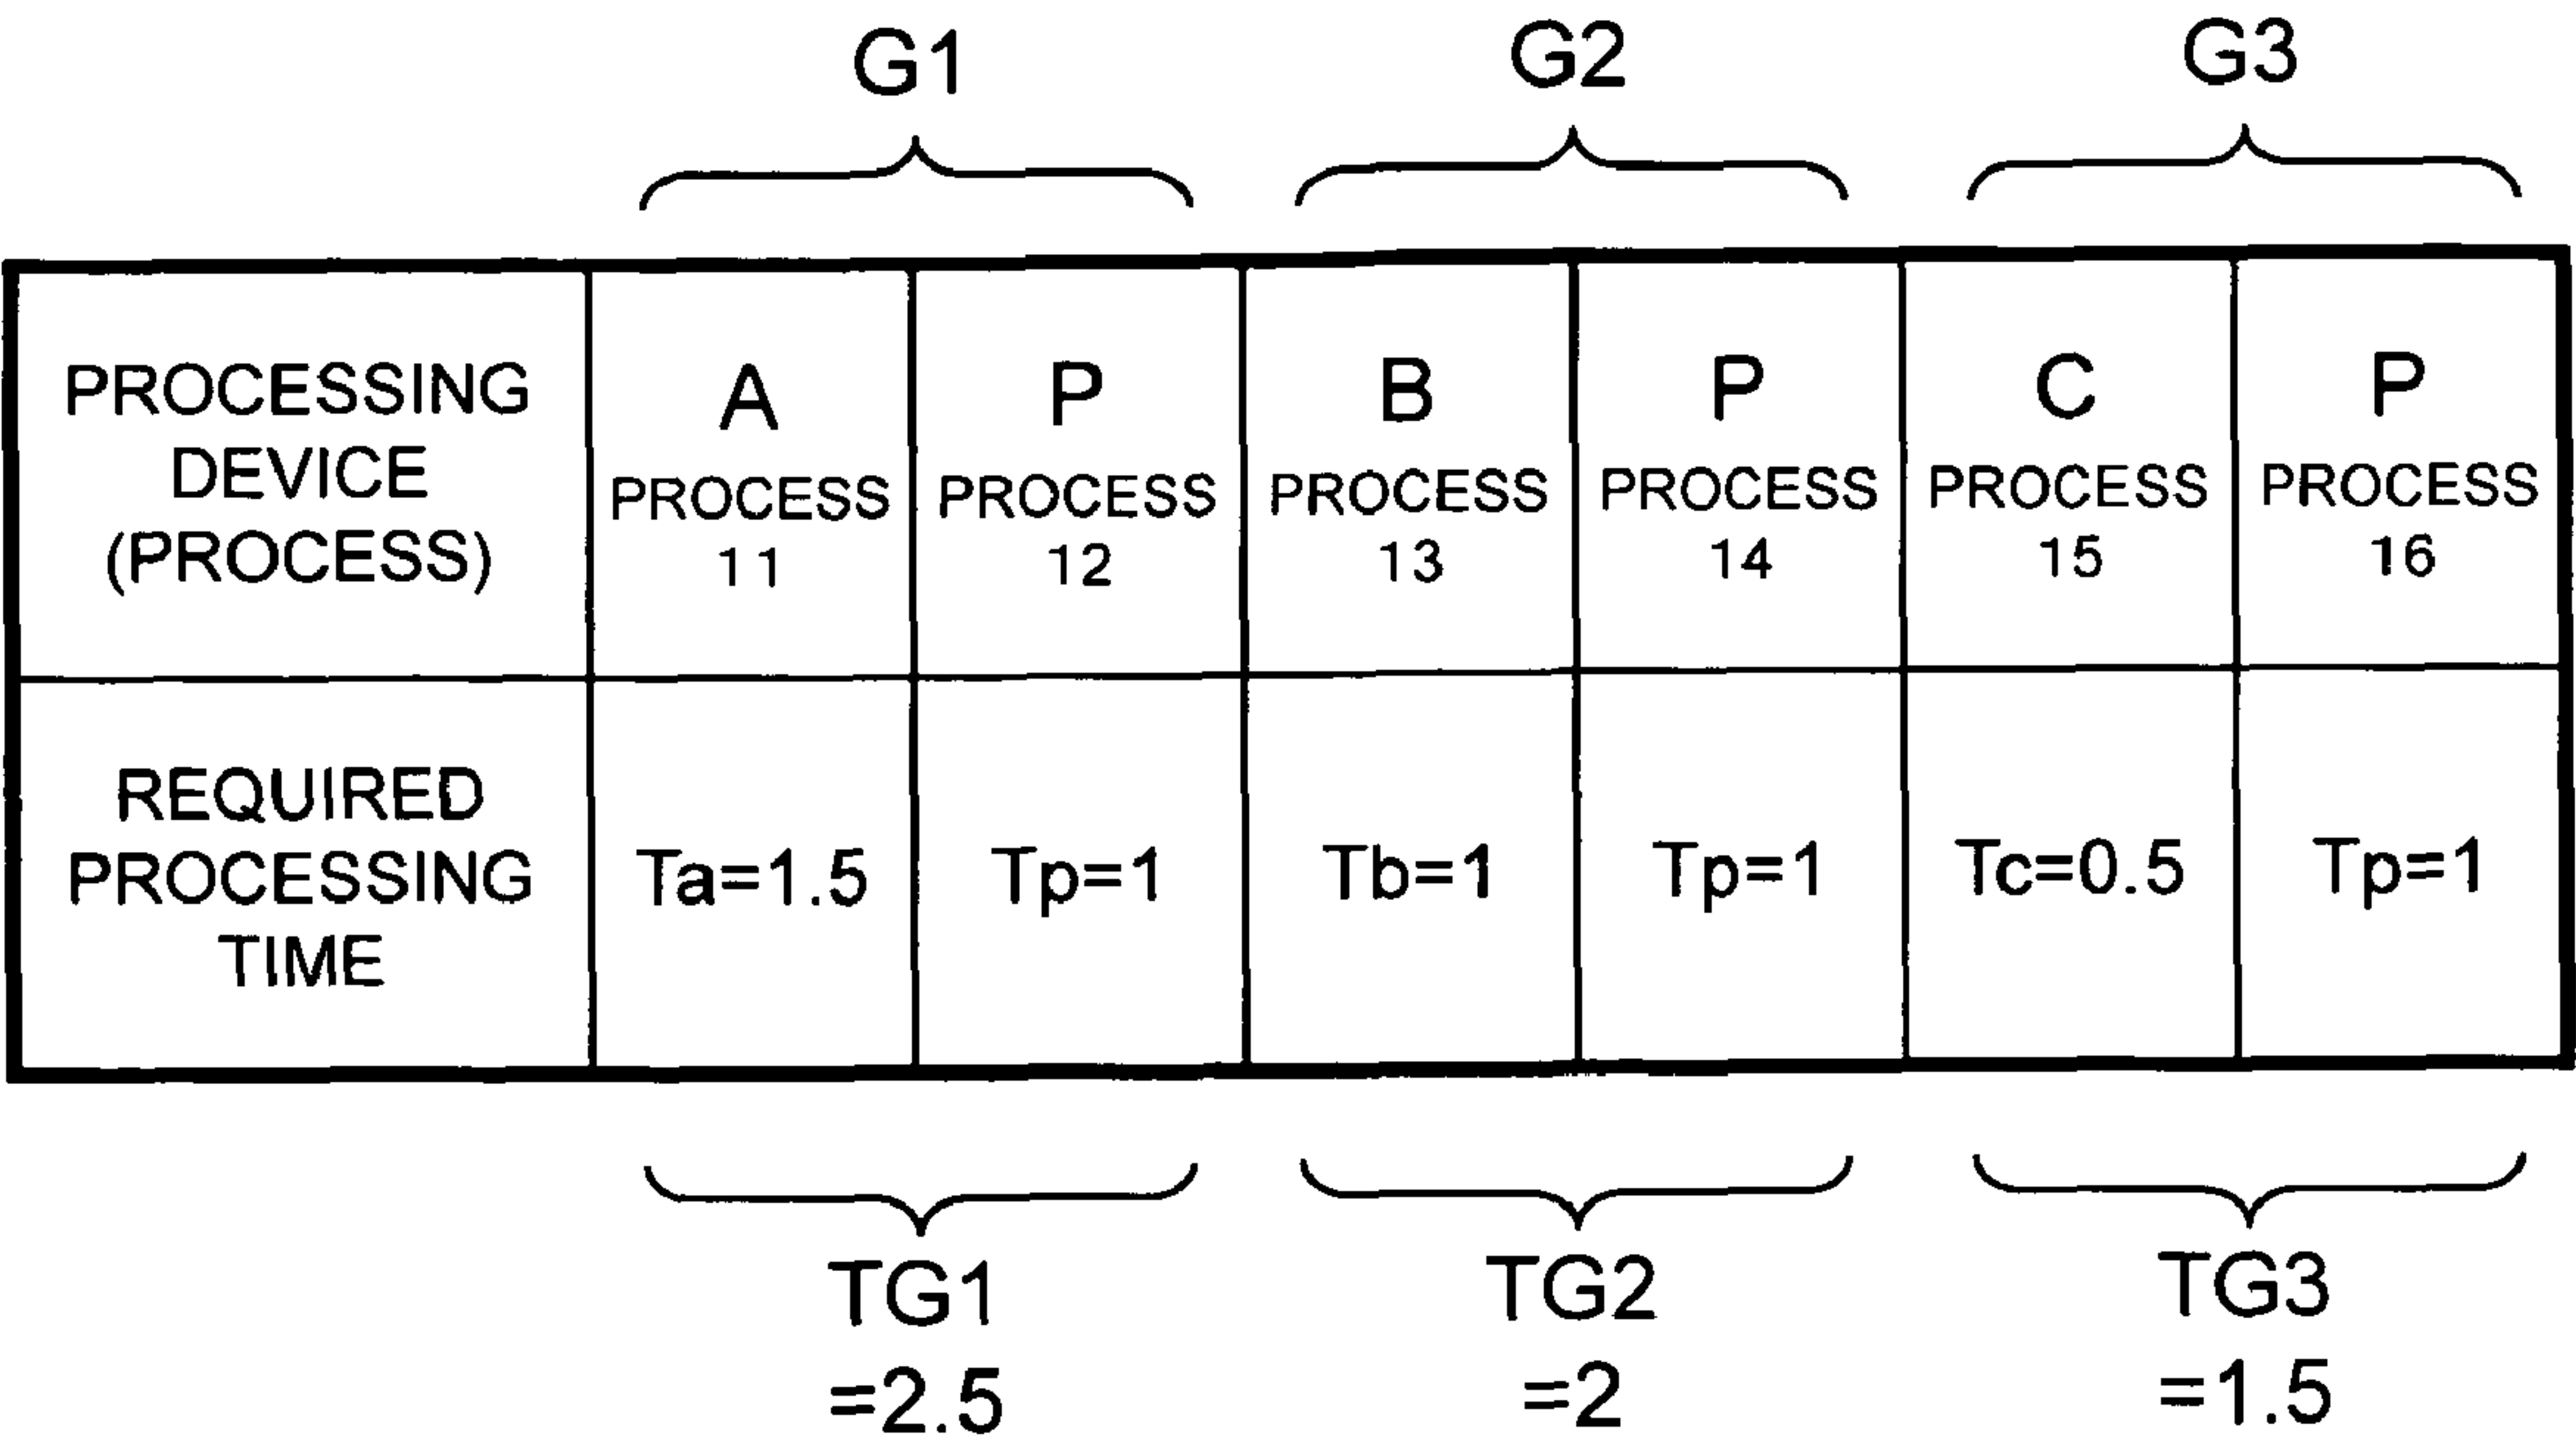 G1 G2 G3
PROCESSING
DEVICE
(PROCESS)
A
PROCESS
11
P
PROCESS
12
B
PROCESS
13
P
PROCESS
14
C
PROCESS
15
P
PROCESS
16
REQUIRED
PROCESSING
TIME
Ta=1.5
Tp=1
Tb=1
Tp=1
Tc=0.5
Tp=1
TG1
=2.5
TG2
=2
TG3
=1.5